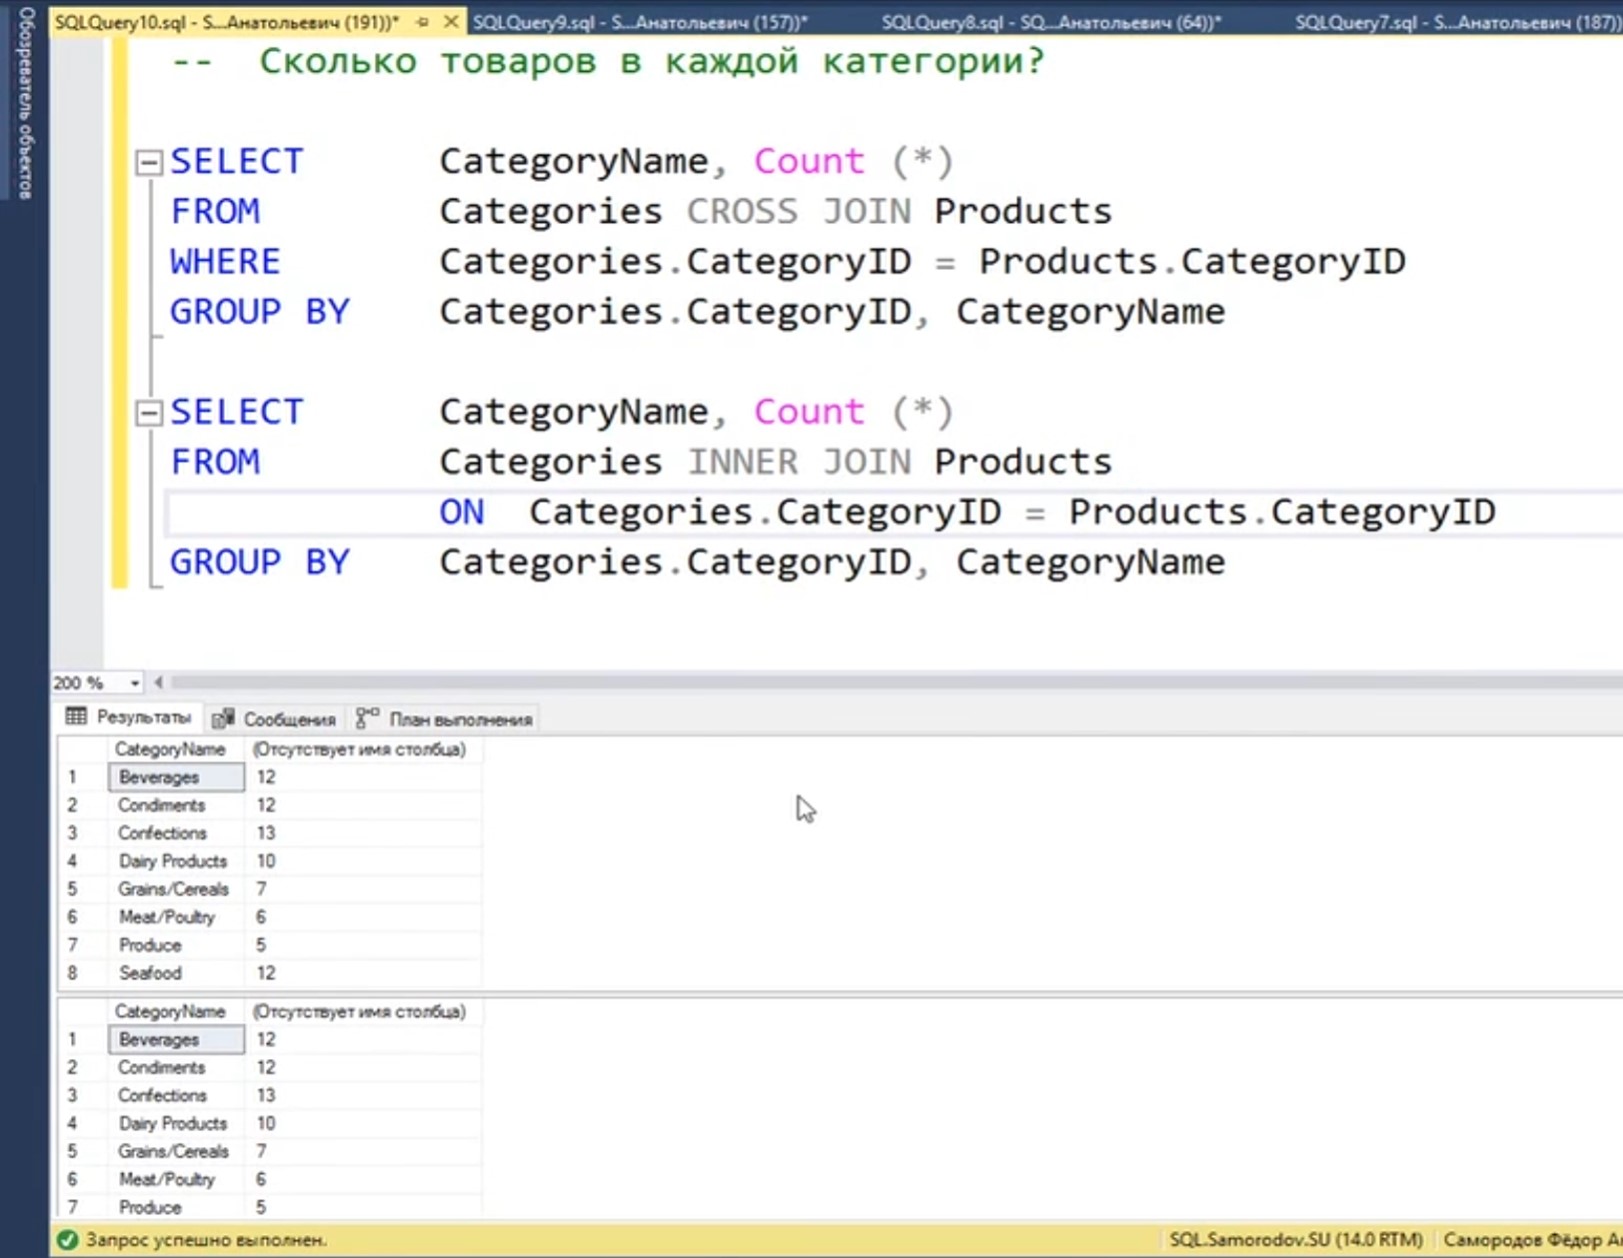 SQLQuery10.sql - S...Анатольевич (191))* SQLQuery9.sql - S...Анатольевич (157))* SQLQuery8.sql - SQ...Анатольевич (64))* SQLQuery7.sql - S...Анатольевич (187))
Обозреватель объектов
-- Сколько товаров в каждой категории?
SELECT CategoryName, Count (*)
FROM Categories CROSS JOIN Products
WHERE Categories.CategoryID = Products.CategoryID
GROUP BY Categories.CategoryID, CategoryName
SELECT CategoryName, Count (*)
FROM Categories INNER JOIN Products
ON Categories.CategoryID = Products.CategoryID
GROUP BY Categories.CategoryID, CategoryName
200 %
Результаты Сообщения План выполнения
CategoryName (Отсутствует имя столбца)
1 Beverages 12
2 Condiments 12
3 Confections 13
4 Dairy Products 10
5 Grains/Cereals 7
6 Meat/Poultry 6
7 Produce 5
8 Seafood 12
CategoryName (Отсутствует имя столбца)
1 Beverages 12
2 Condiments 12
3 Confections 13
4 Dairy Products 10
5 Grains/Cereals 7
6 Meat/Poultry 6
7 Produce 5
Запрос успешно выполнен. SQL.Samorodov.SU (14.0 RTM) Самородов Фёдор